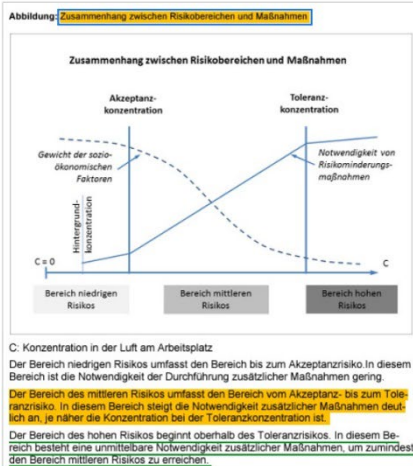 Abbildung: Zusammenhang zwischen Risikobereichen und Maßnahmen
Zusammenhang zwischen Risikobereichen und Maßnahmen
Akzeptanz-
konzentration
Toleranz-
konzentration
Gewicht der sozio-
ökonomischen
Faktoren
Notwendigkeit von
Risikominderungs-
maßnahmen
Hintergrund-
konzentration
C = 0
C
Bereich niedrigen
Risikos
Bereich mittleren
Risikos
Bereich hohen
Risikos
C: Konzentration in der Luft am Arbeitsplatz
Der Bereich niedrigen Risikos umfasst den Bereich bis zum Akzeptanzrisiko.In diesem
Bereich ist die Notwendigkeit der Durchführung zusätzlicher Maßnahmen gering.
Der Bereich des mittleren Risikos umfasst den Bereich vom Akzeptanz- bis zum Tole-
ranzrisiko. In diesem Bereich steigt die Notwendigkeit zusätzlicher Maßnahmen deut-
lich an, je näher die Konzentration bei der Toleranzkonzentration ist.
Der Bereich des hohen Risikos beginnt oberhalb des Toleranzrisikos. In diesem Be-
reich besteht eine unmittelbare Notwendigkeit zusätzlicher Maßnahmen, um zumindest
den Bereich mittleren Risikos zu erreichen.